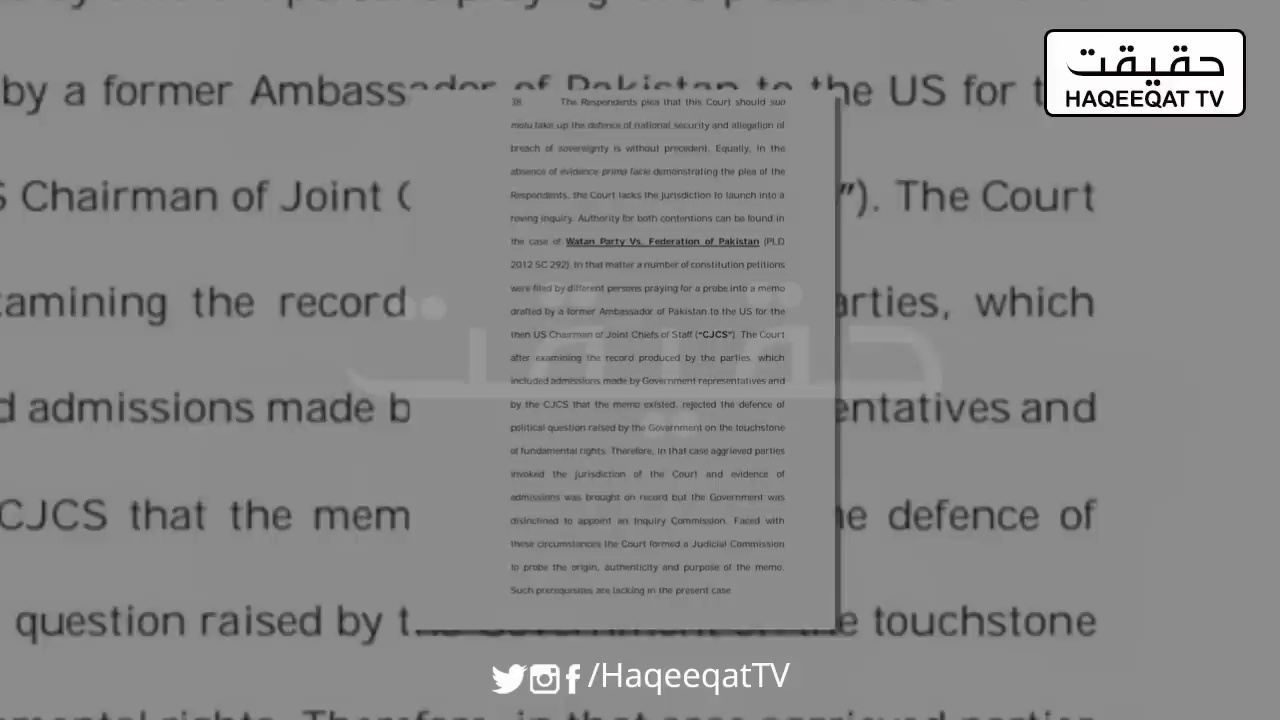 حقيقت
HAQEEQAT TV
by a former Ambassador of Pakistan to the US for
Chairman of Joint
"). The Court
examining the record
parties, which
admissions made b
entatives and
CJCS that the mem
defence of
question raised by
touchstone
38. The Respondents plea that this Court should suo
motu take up the defence of national security and allegation of
breach of sovereignty is without precedent. Equally, in the
absence of evidence prima facie demonstrating the plea of the
Respondents, the Court lacks the jurisdiction to launch into a
roving inquiry. Authority for both contentions can be found in
the case of Watan Party Vs. Federation of Pakistan (PLD
2012 SC 292). In that matter a number of constitution petitions
were filed by different persons praying for a probe into a memo
drafted by a former Ambassador of Pakistan to the US for the
then US Chairman of Joint Chiefs of Staff ("CJCS"). The Court
after examining the record produced by the parties, which
included admissions made by Government representatives and
by the CJCS that the memo existed, rejected the defence of
political question raised by the Government on the touchstone
of fundamental rights. Therefore, in that case aggrieved parties
invoked the jurisdiction of the Court and evidence of
admissions was brought on record but the Government was
disinclined to appoint an Inquiry Commission. Faced with
these circumstances the Court formed a Judicial Commission
to probe the origin, authenticity and purpose of the memo.
Such prerequisites are lacking in the present case
حقيقت
/HaqeeqatTV